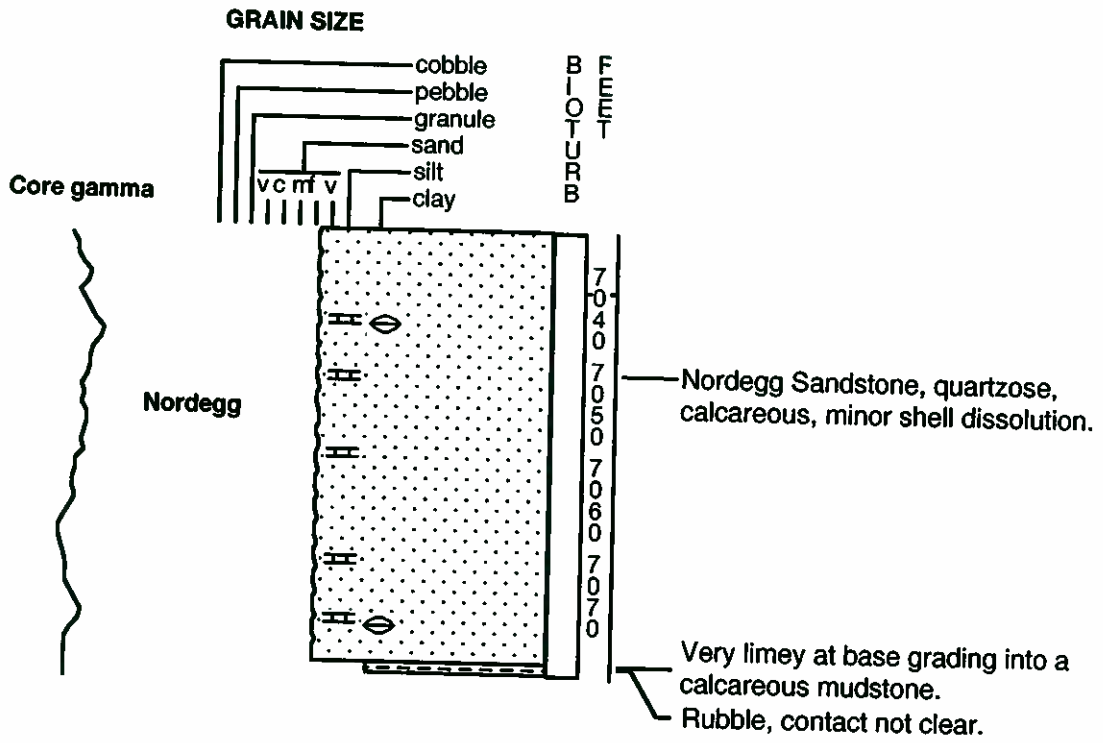 GRAIN SIZE
cobble
pebble
granule
sand
silt
clay
v c m f v
BIOTURB
FEET
Core gamma
Nordegg
7040
7050
7060
7070
Nordegg Sandstone, quartzose,
calcareous, minor shell dissolution.
Very limey at base grading into a
calcareous mudstone.
Rubble, contact not clear.